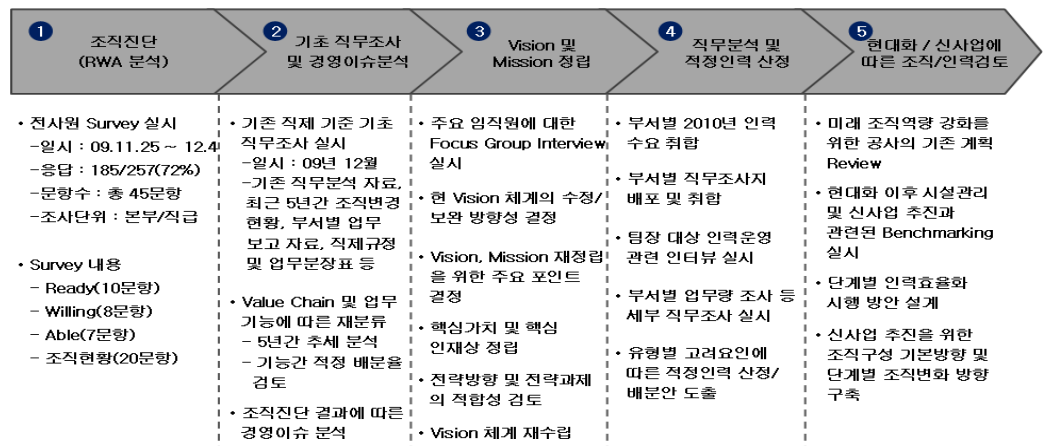 1
조직진단
(RWA 분석)
2
기초 직무조사
및 경영이슈분석
3
Vision 및
Mission 정립
4
직무분석 및
적정인력 산정
5
현대화 / 신사업에
따른 조직/인력검토
• 전사원 Survey 실시
-일시 : 09.11.25 ~ 12.4
-응답 : 185/257(72%)
-문항수 : 총 45문항
-조사단위 : 본부/직급
• Survey 내용
- Ready(10문항)
- Willing(8문항)
- Able(7문항)
- 조직현황(20문항)
• 기존 직제 기준 기초
직무조사 실시
-일시 : 09년 12월
-기존 직무분석 자료,
최근 5년간 조직변경
현황, 부서별 업무
보고 자료, 직제규정
및 업무분장표 등
• Value Chain 및 업무
기능에 따른 재분류
- 5년간 추세 분석
- 기능간 적정 배분율
검토
• 조직진단 결과에 따른
경영이슈 분석
• 주요 임직원에 대한
Focus Group Interview
실시
• 현 Vision 체계의 수정/
보완 방향성 결정
• Vision, Mission 재정립
을 위한 주요 포인트
결정
• 핵심가치 및 핵심
인재상 정립
• 전략방향 및 전략과제
의 적합성 검토
• Vision 체계 재수립
• 부서별 2010년 인력
수요 취합
• 부서별 직무조사지
배포 및 취합
• 팀장 대상 인력운영
관련 인터뷰 실시
• 부서별 업무량 조사 등
세부 직무조사 실시
• 유형별 고려요인에
따른 적정인력 산정/
배분안 도출
• 미래 조직역량 강화를
위한 공사의 기존 계획
Review
• 현대화 이후 시설관리
및 신사업 추진과
관련된 Benchmarking
실시
• 단계별 인력효율화
시행 방안 설계
• 신사업 추진을 위한
조직구성 기본방향 및
단계별 조직변화 방향
구축